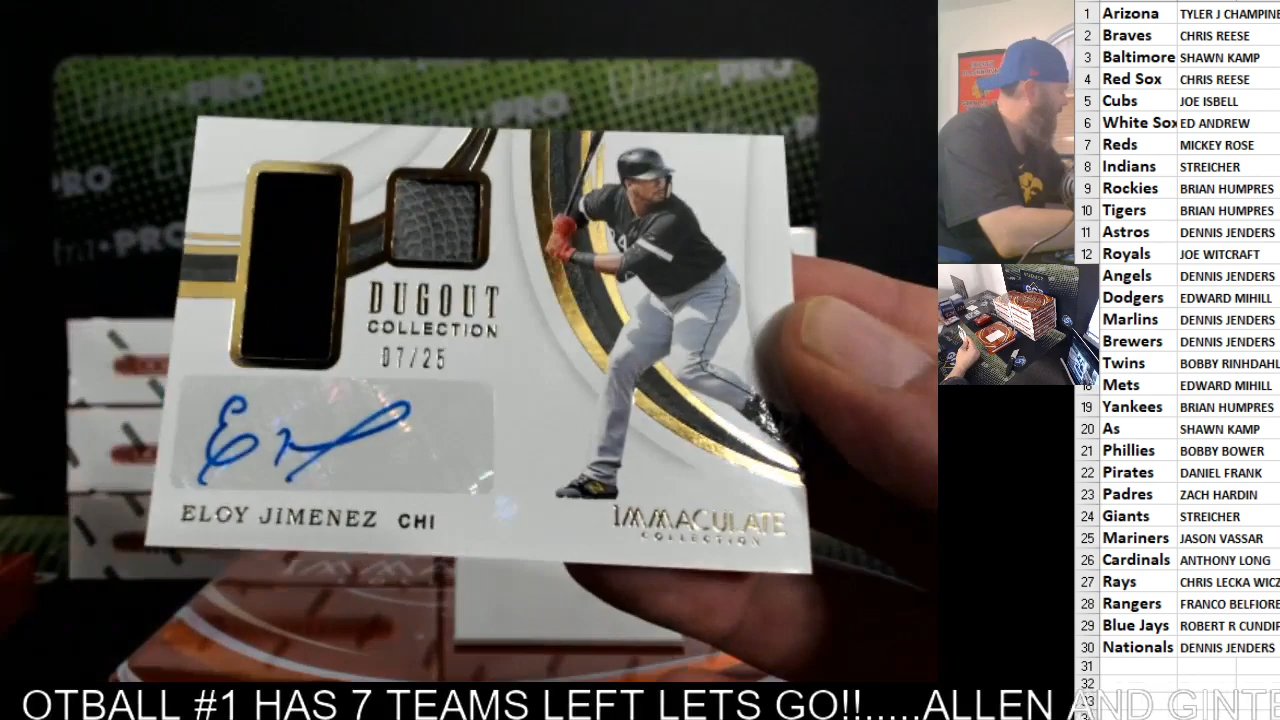 DUGOUT
COLLECTION
07/25
ELOY JIMENEZ CHI
IMMACULATE
COLLECTION
PRO
PRO
1 Arizona TYLER J CHAMPINE
2 Braves CHRIS REESE
3 Baltimore SHAWN KAMP
4 Red Sox CHRIS REESE
5 Cubs JOE ISBELL
6 White Sox ED ANDREW
7 Reds MICKEY ROSE
8 Indians STREICHER
9 Rockies BRIAN HUMPRES
10 Tigers BRIAN HUMPRES
11 Astros DENNIS JENDERS
12 Royals JOE WITCRAFT
Angels DENNIS JENDERS
Dodgers EDWARD MIHILL
Marlins DENNIS JENDERS
Brewers DENNIS JENDERS
Twins BOBBY RINHDAHL
18 Mets EDWARD MIHILL
19 Yankees BRIAN HUMPRES
20 As SHAWN KAMP
21 Phillies BOBBY BOWER
22 Pirates DANIEL FRANK
23 Padres ZACH HARDIN
24 Giants STREICHER
25 Mariners JASON VASSAR
26 Cardinals ANTHONY LONG
27 Rays CHRIS LECKA WICZ
28 Rangers FRANCO BELFIORE
29 Blue Jays ROBERT R CUNDIF
30 Nationals DENNIS JENDERS
31
32
OTBALL #1 HAS 7 TEAMS LEFT LETS GO!!.....ALLEN AND GINTE